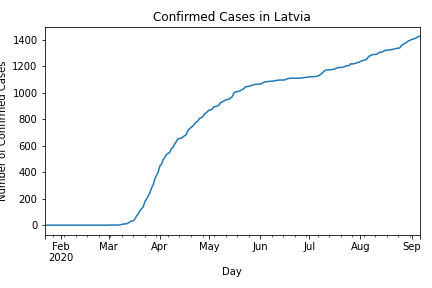 Confirmed Cases in Latvia
Number of Confirmed Cases
1400
1200
1000
800
600
400
200
0
Feb Mar Apr May Jun Jul Aug Sep
2020
Day